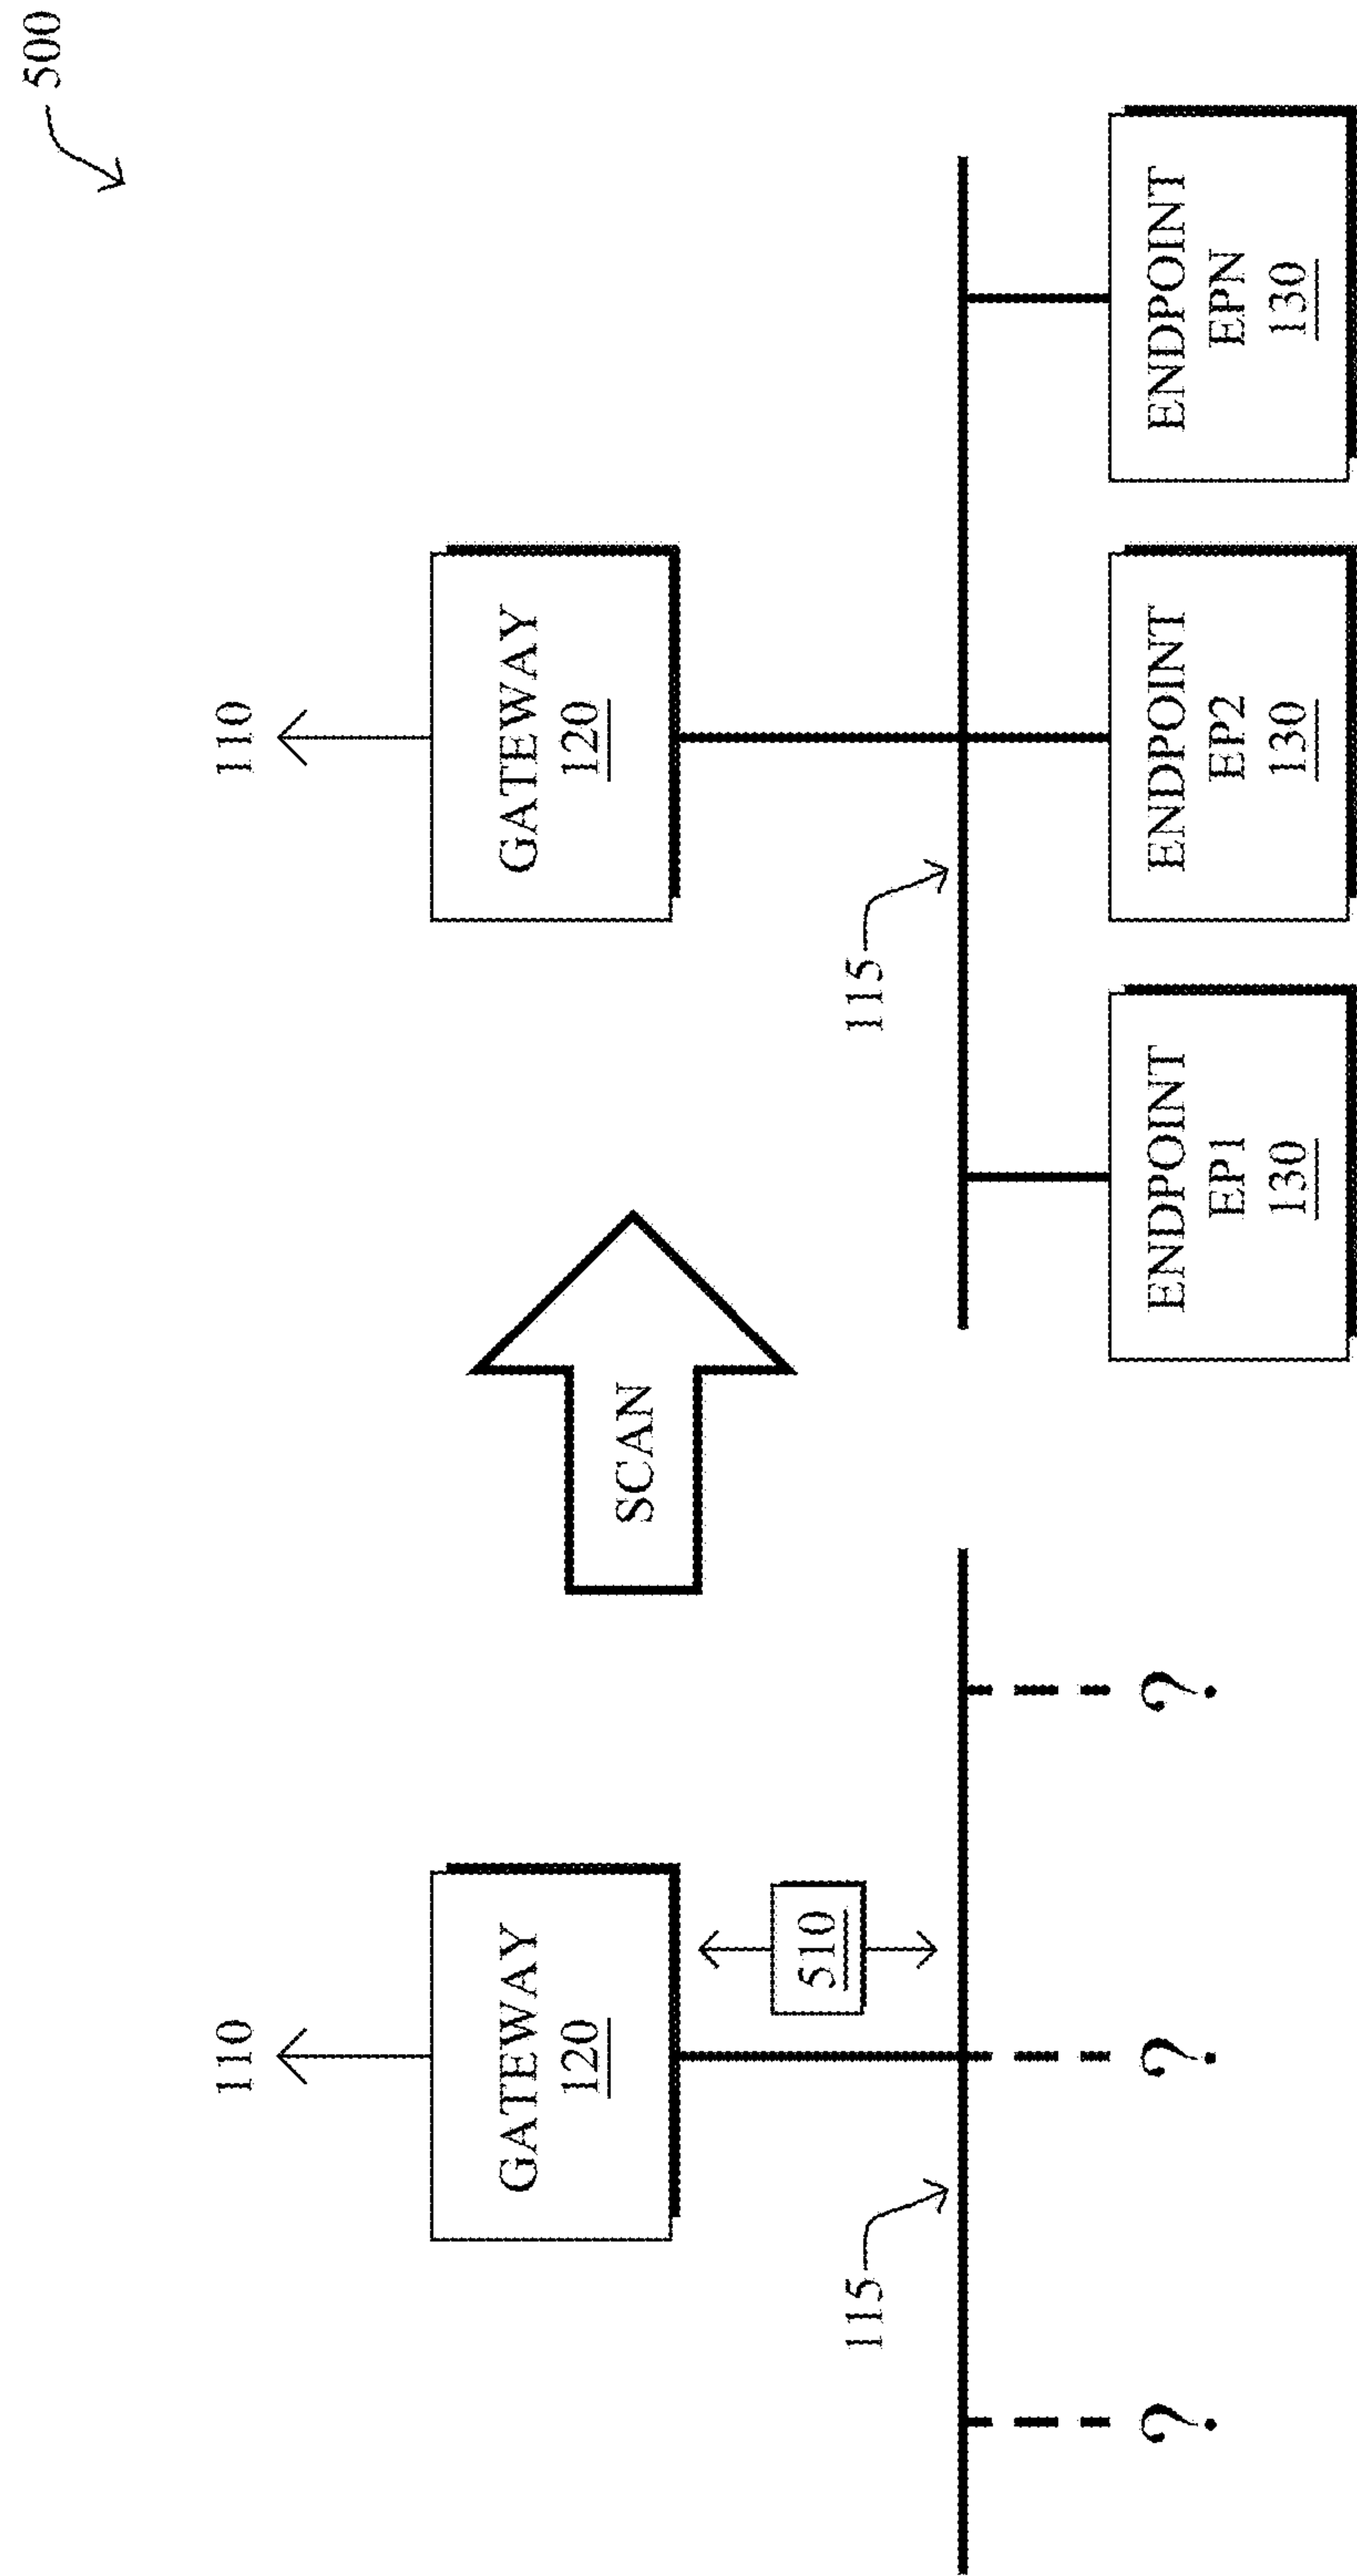 500
110
GATEWAY
120
510
115
?
?
?
SCAN
110
GATEWAY
120
115
ENDPOINT
EP1
130
ENDPOINT
EP2
130
ENDPOINT
EPN
130